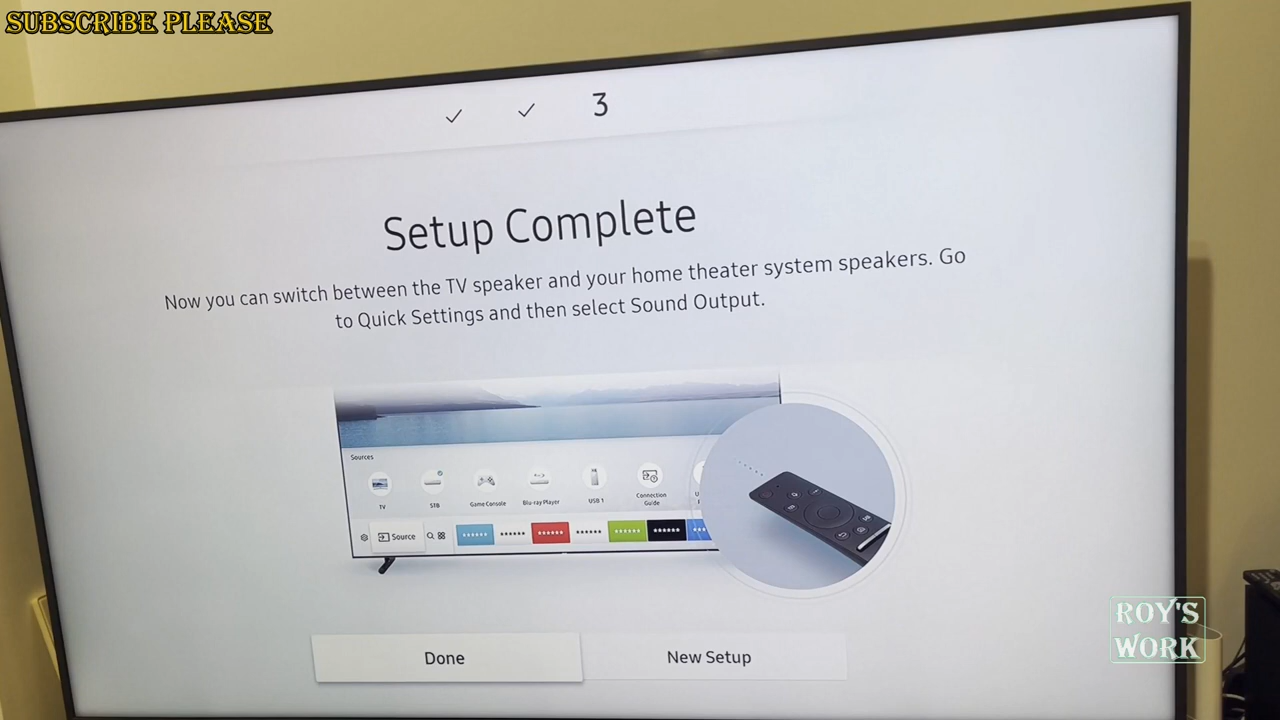 SUBSCRIBE PLEASE
3
Setup Complete
Now you can switch between the TV speaker and your home theater system speakers. Go
to Quick Settings and then select Sound Output.
Sources
TV
STB
Game Console
Blu-ray Player
USB 1
Connection
Guide
Source
Done
New Setup
ROY'S
WORK